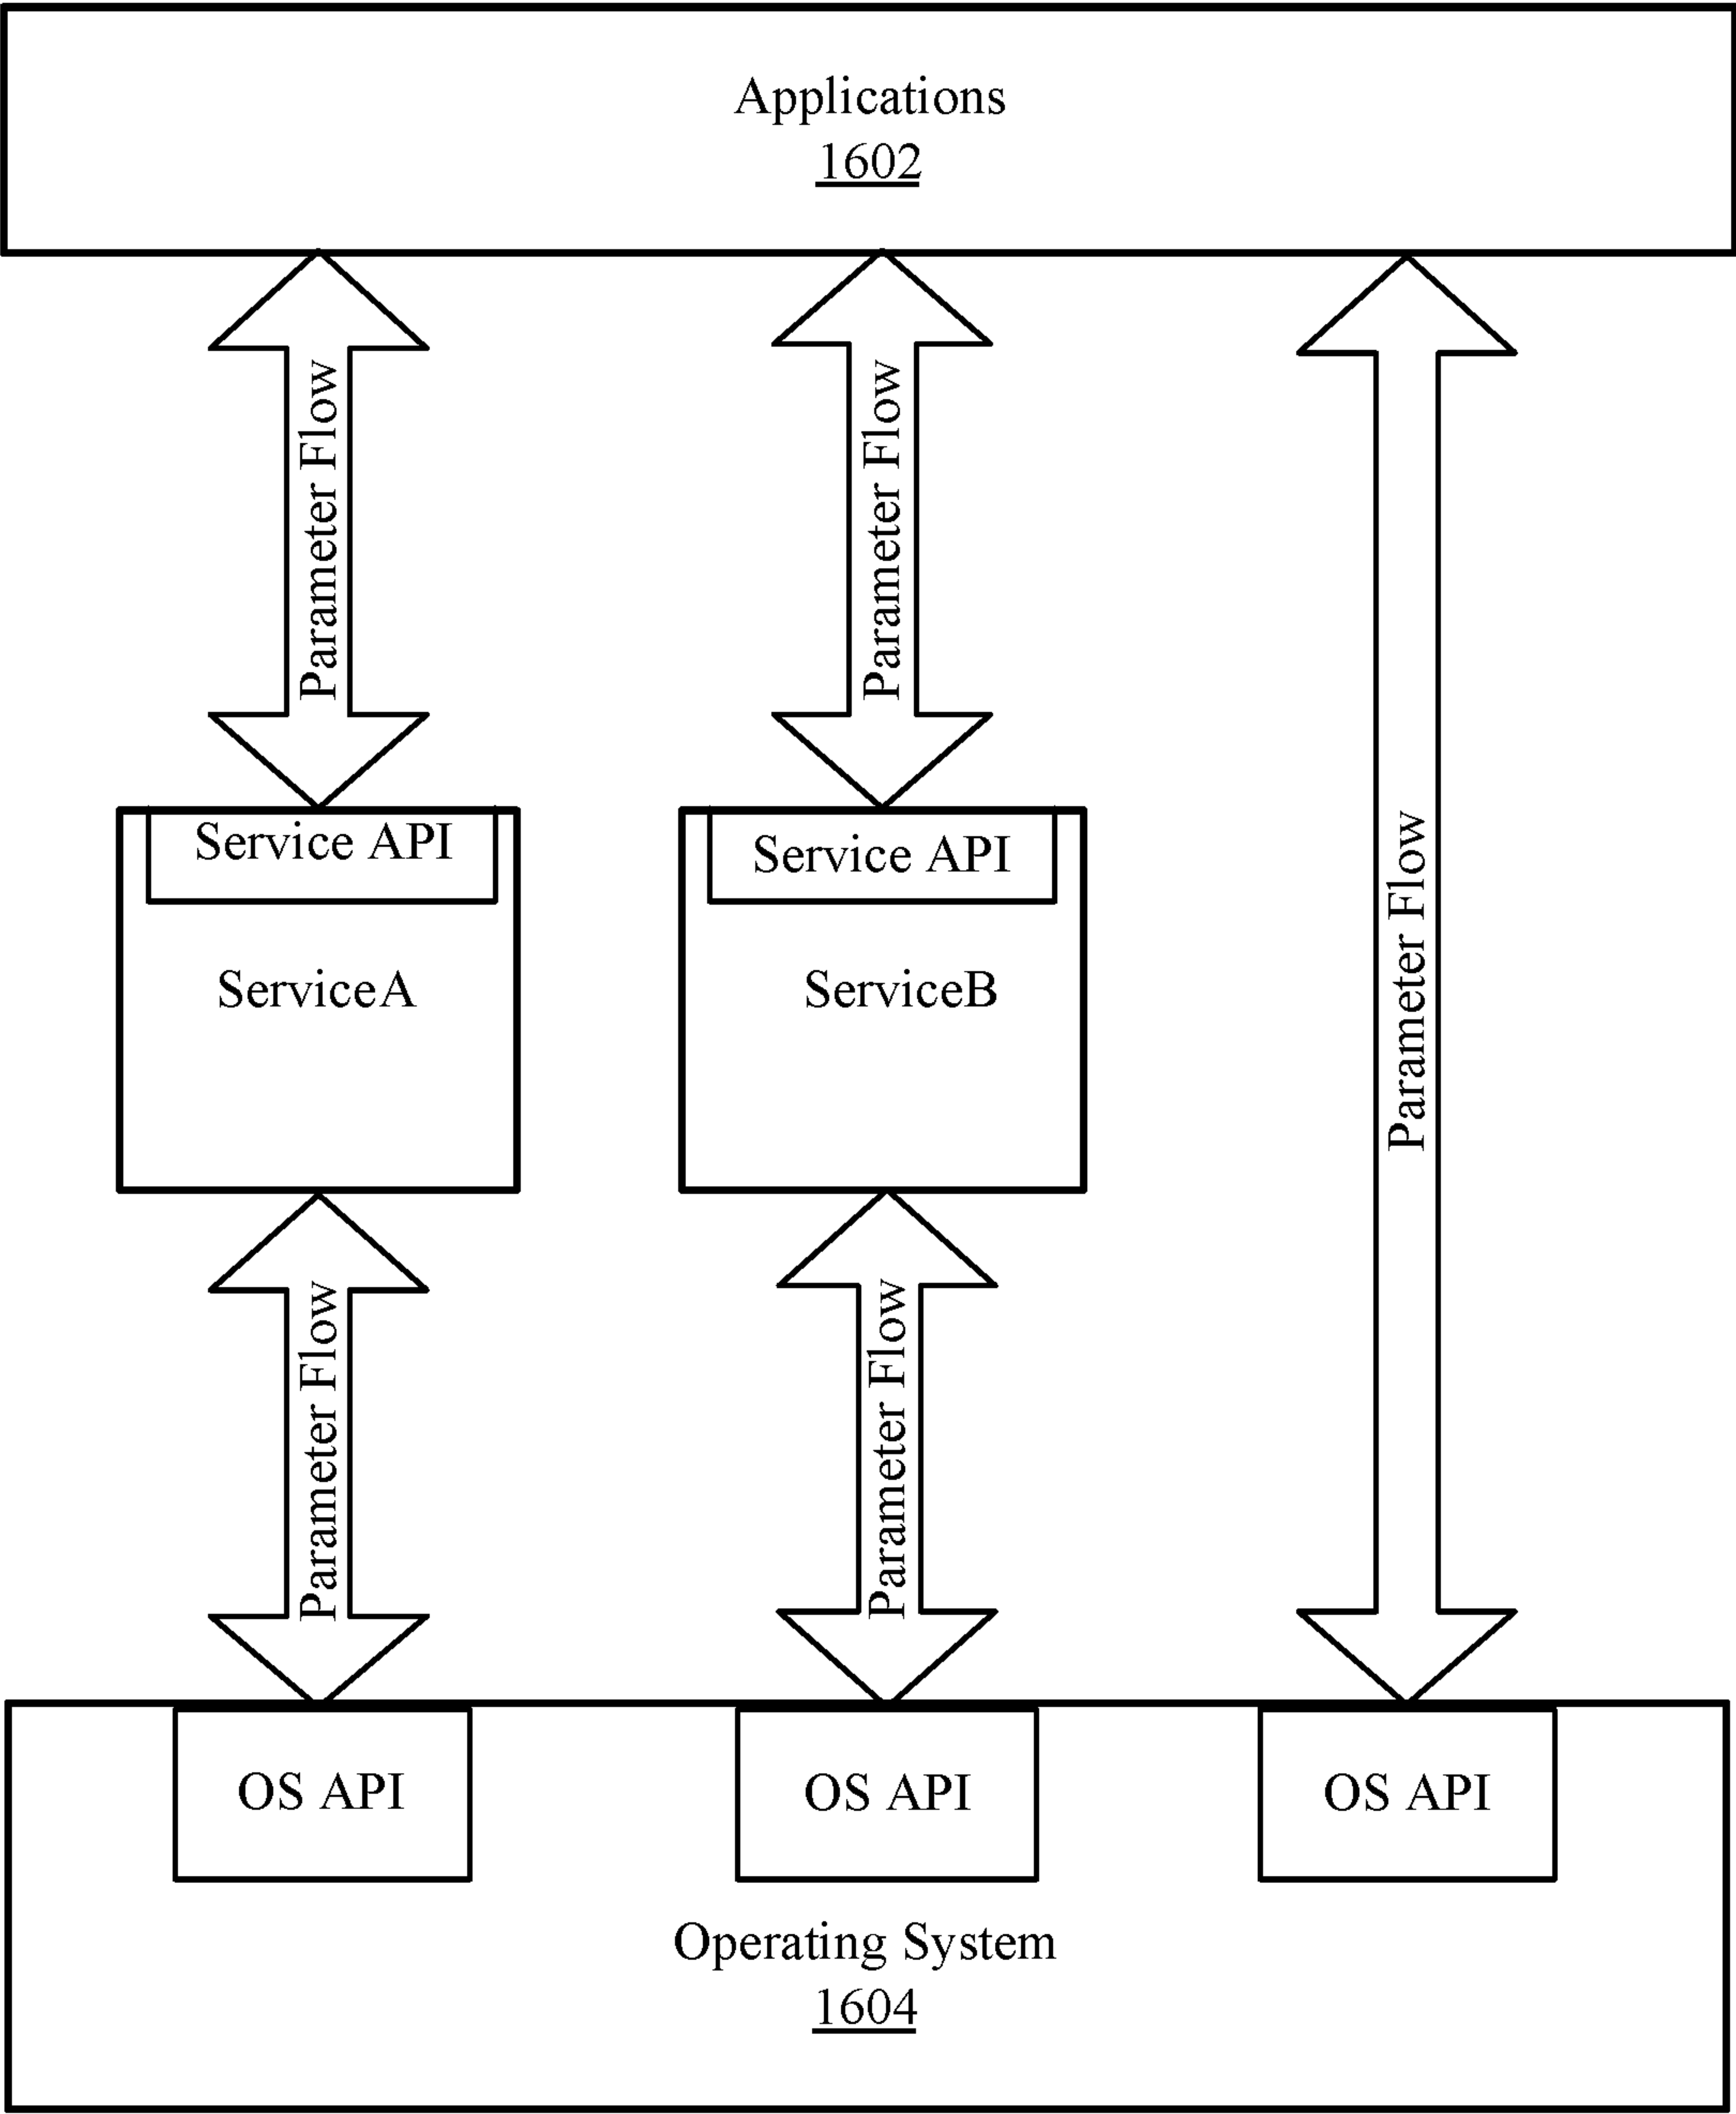 Applications
1602
Parameter Flow
Parameter Flow
Parameter Flow
Service API
Service API
ServiceA
ServiceB
Parameter Flow
Parameter Flow
OS API
OS API
OS API
Operating System
1604